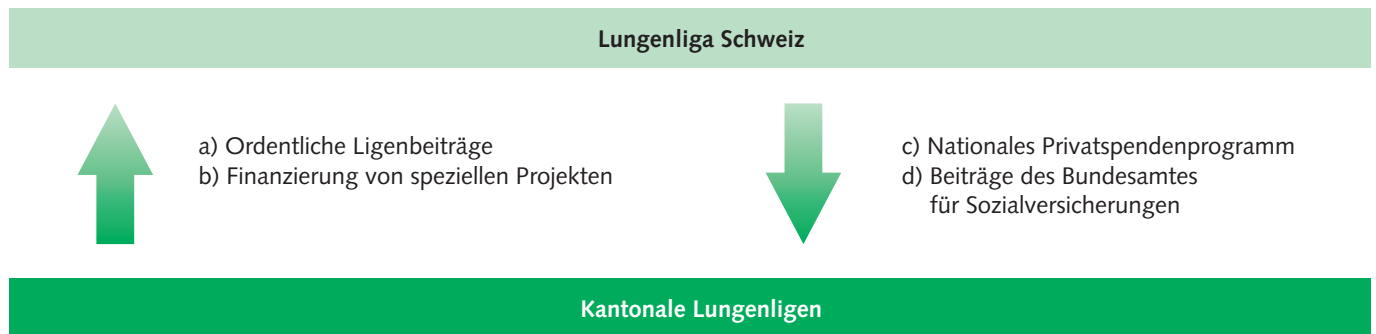 Lungenliga Schweiz
a) Ordentliche Ligenbeiträge
b) Finanzierung von speziellen Projekten
c) Nationales Privatspendenprogramm
d) Beiträge des Bundesamtes
für Sozialversicherungen
Kantonale Lungenligen